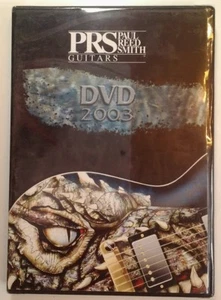 PRS PAUL REED SMITH
GUITARS
DVD
2003